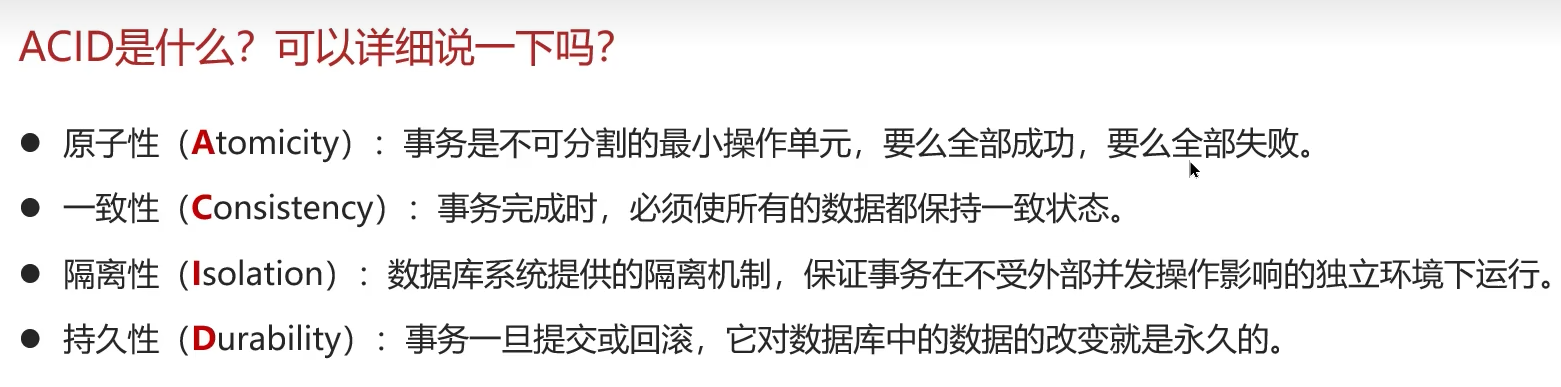 ACID是什么？可以详细说一下吗？
● 原子性（Atomicity）：事务是不可分割的最小操作单元，要么全部成功，要么全部失败。
● 一致性（Consistency）：事务完成时，必须使所有的数据都保持一致状态。
● 隔离性（Isolation）：数据库系统提供的隔离机制，保证事务在不受外部并发操作影响的独立环境下运行。
● 持久性（Durability）：事务一旦提交或回滚，它对数据库中的数据的改变就是永久的。